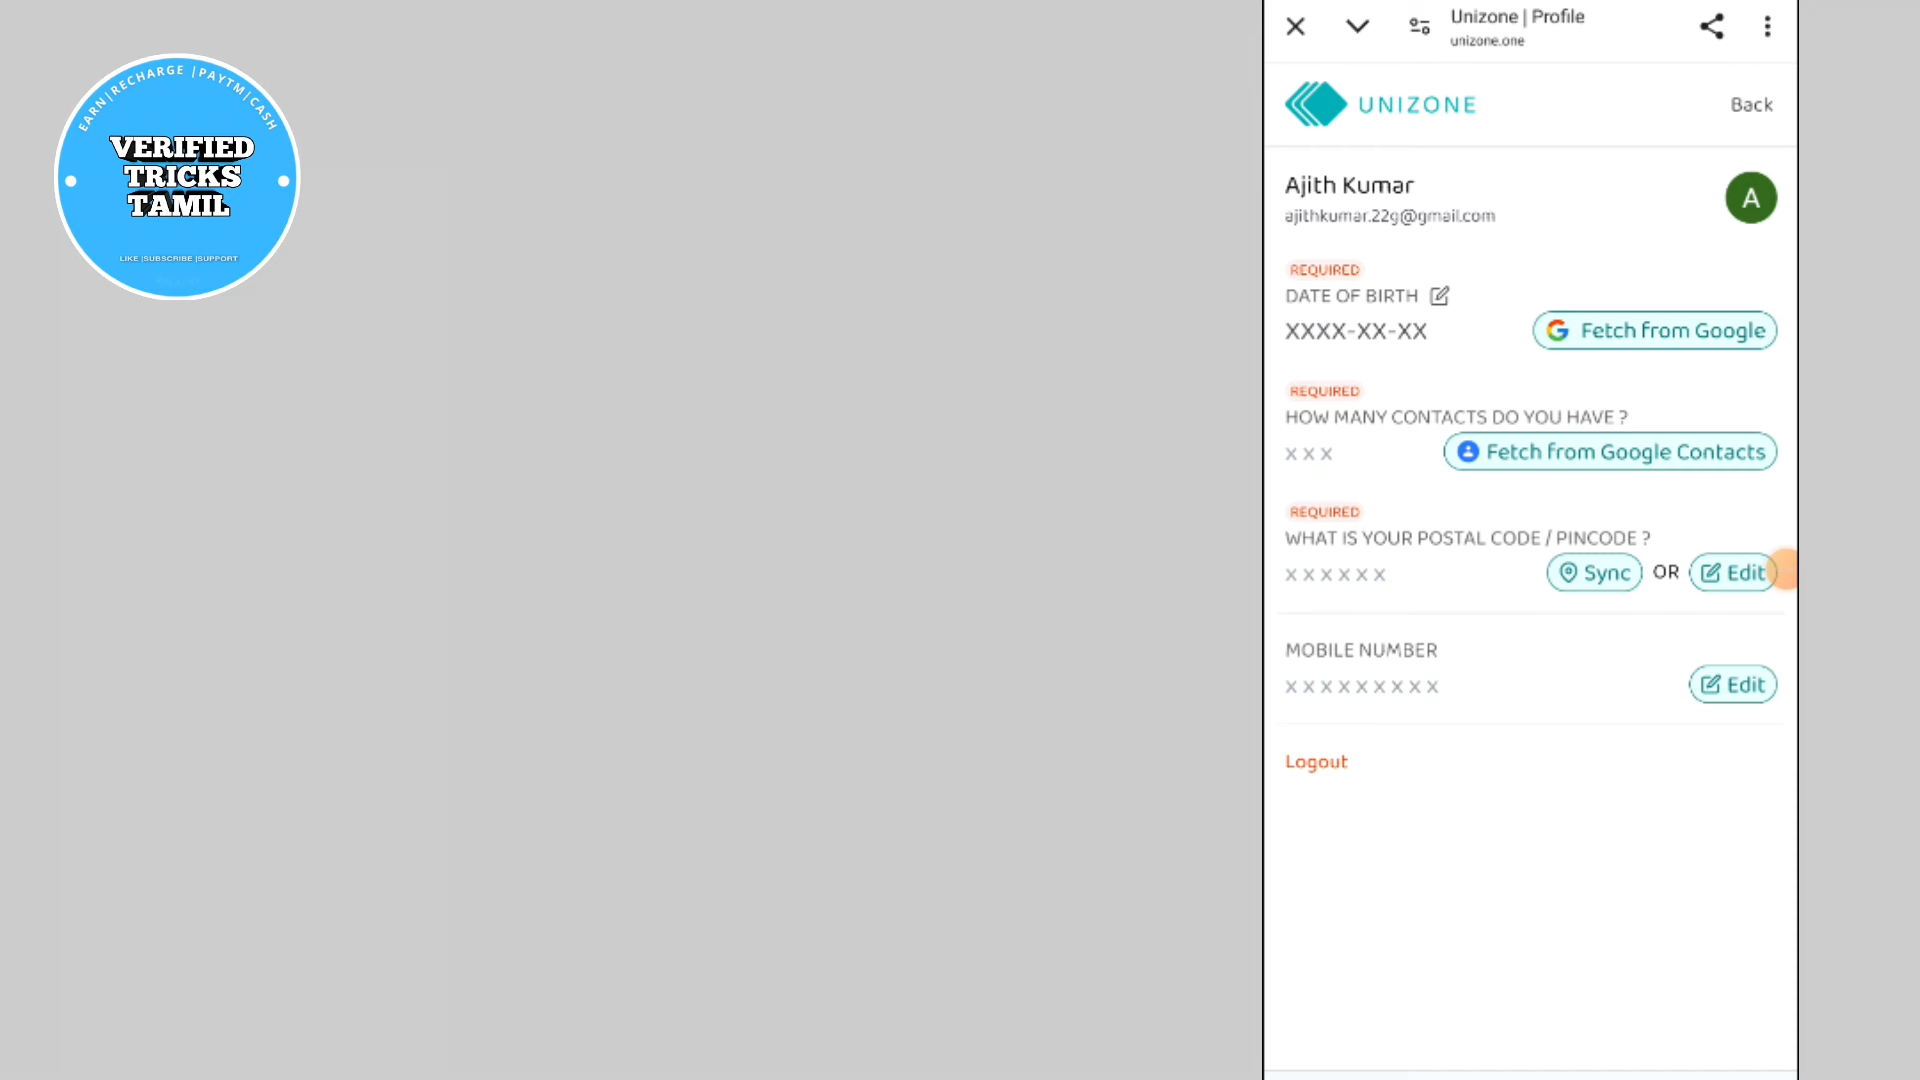 EARN|RECHARGE |PAYTM|CASH
VERIFIED
TRICKS
TAMIL
LIKE |SUBSCRIBE |SUPPORT
Unizone | Profile
unizone.one
UNIZONE
Back
Ajith Kumar
A
ajithkumar.22g@gmail.com
REQUIRED
DATE OF BIRTH
XXXX-XX-XX
G Fetch from Google
REQUIRED
HOW MANY CONTACTS DO YOU HAVE ?
x x x
Fetch from Google Contacts
REQUIRED
WHAT IS YOUR POSTAL CODE / PINCODE ?
x x x x x x
Sync OR Edit
MOBILE NUMBER
x x x x x x x x x
Edit
Logout